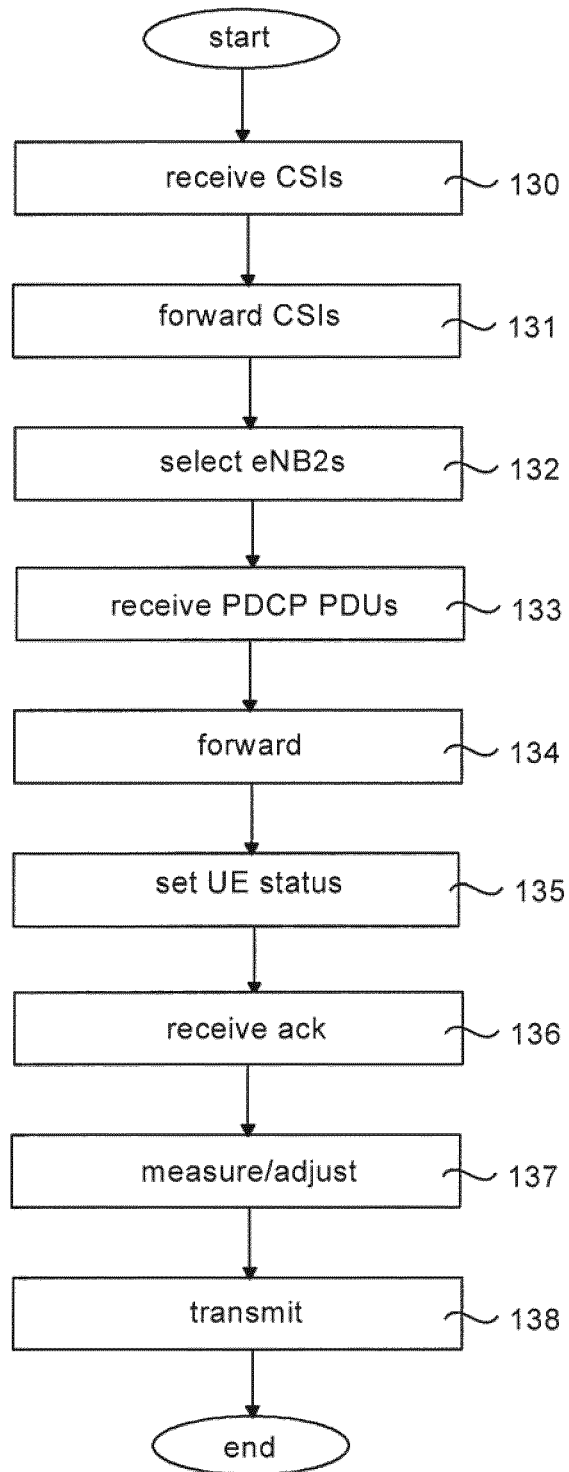 start
receive CSIs 130
forward CSIs 131
select eNB2s 132
receive PDCP PDUs 133
forward 134
set UE status 135
receive ack 136
measure/adjust 137
transmit 138
end